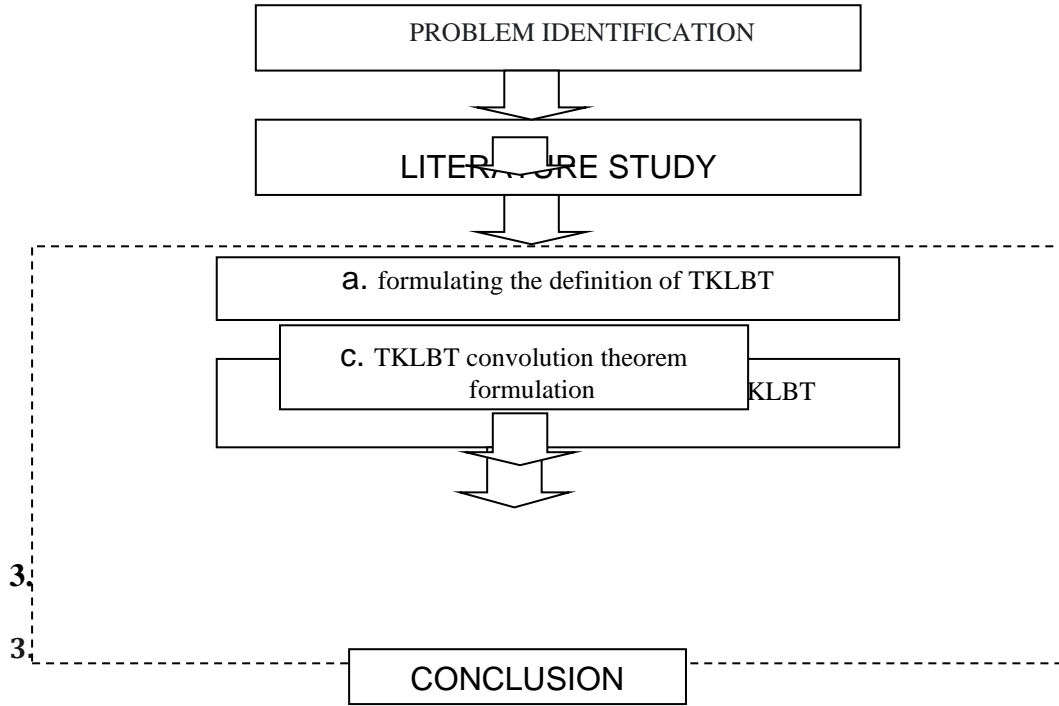 PROBLEM IDENTIFICATION
LITERATURE STUDY
a. formulating the definition of TKLBT
c. TKLBT convolution theorem
formulation
KLBT
3.
3.
CONCLUSION